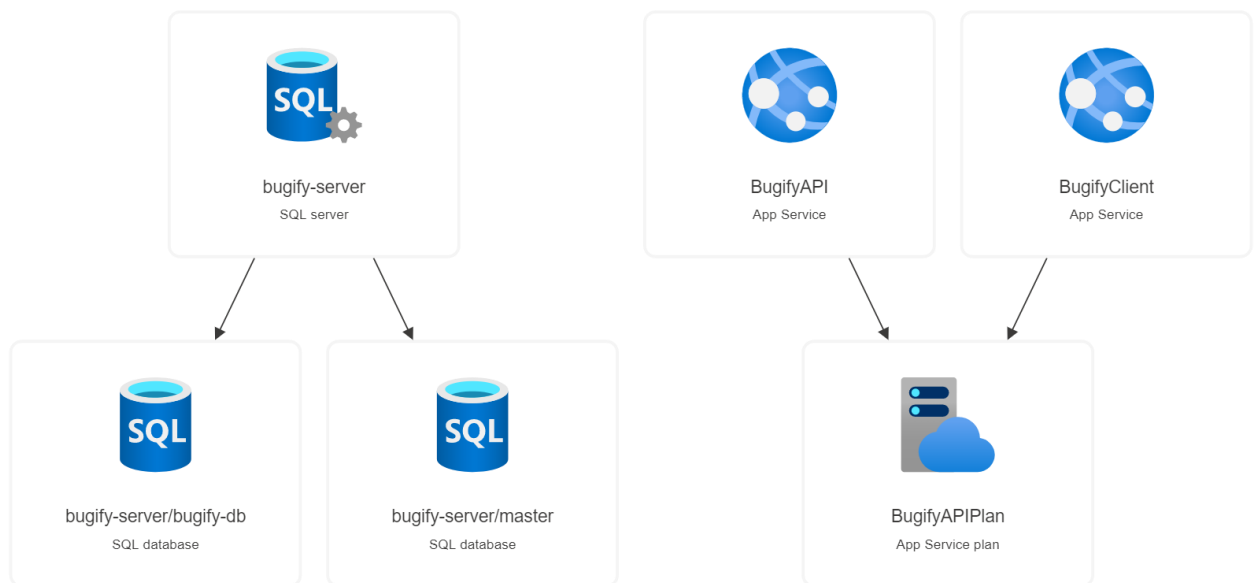 SQL
bugify-server
SQL server
BugifyAPI
App Service
BugifyClient
App Service
SQL
bugify-server/bugify-db
SQL database
SQL
bugify-server/master
SQL database
BugifyAPIPlan
App Service plan